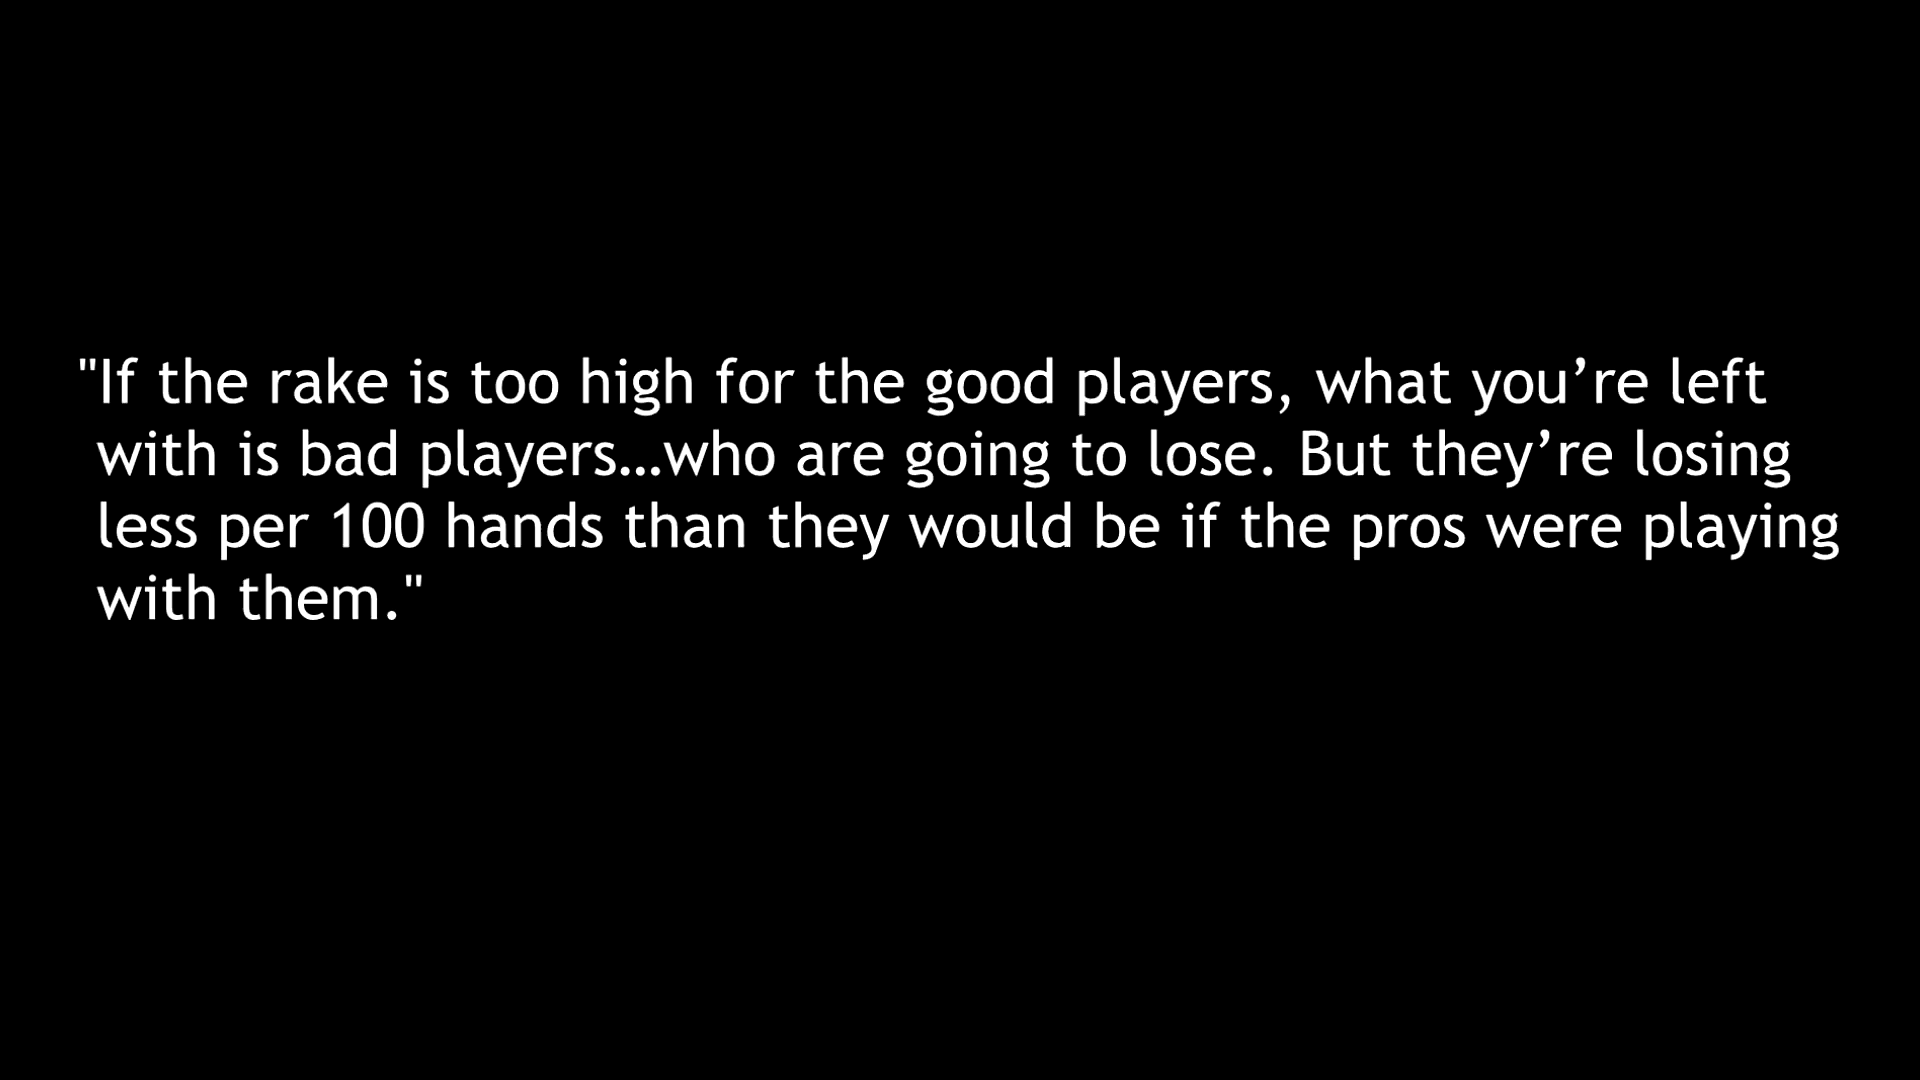 "If the rake is too high for the good players, what you’re left
with is bad players…who are going to lose. But they’re losing
less per 100 hands than they would be if the pros were playing
with them."